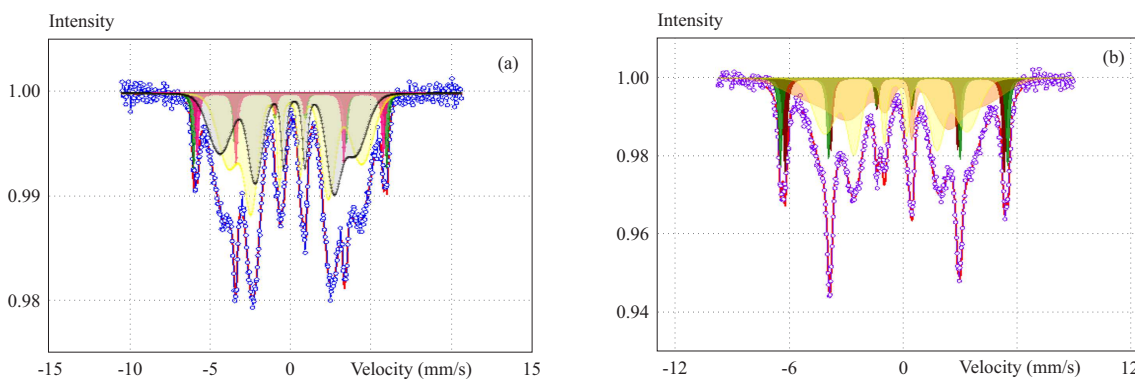 Intensity
(a)
1.00
0.99
0.98
-15 -10 -5 0 5 15
Velocity (mm/s)
Intensity
(b)
1.00
0.98
0.96
0.94
-12 -6 0 6 12
Velocity (mm/s)